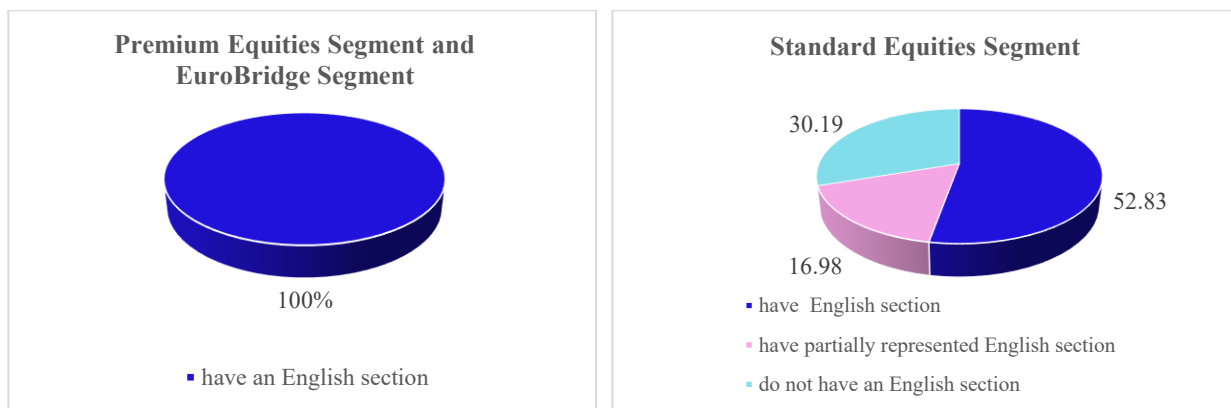 Premium Equities Segment and
EuroBridge Segment
100%
have an English section
Standard Equities Segment
30.19
52.83
16.98
have English section
have partially represented English section
do not have an English section